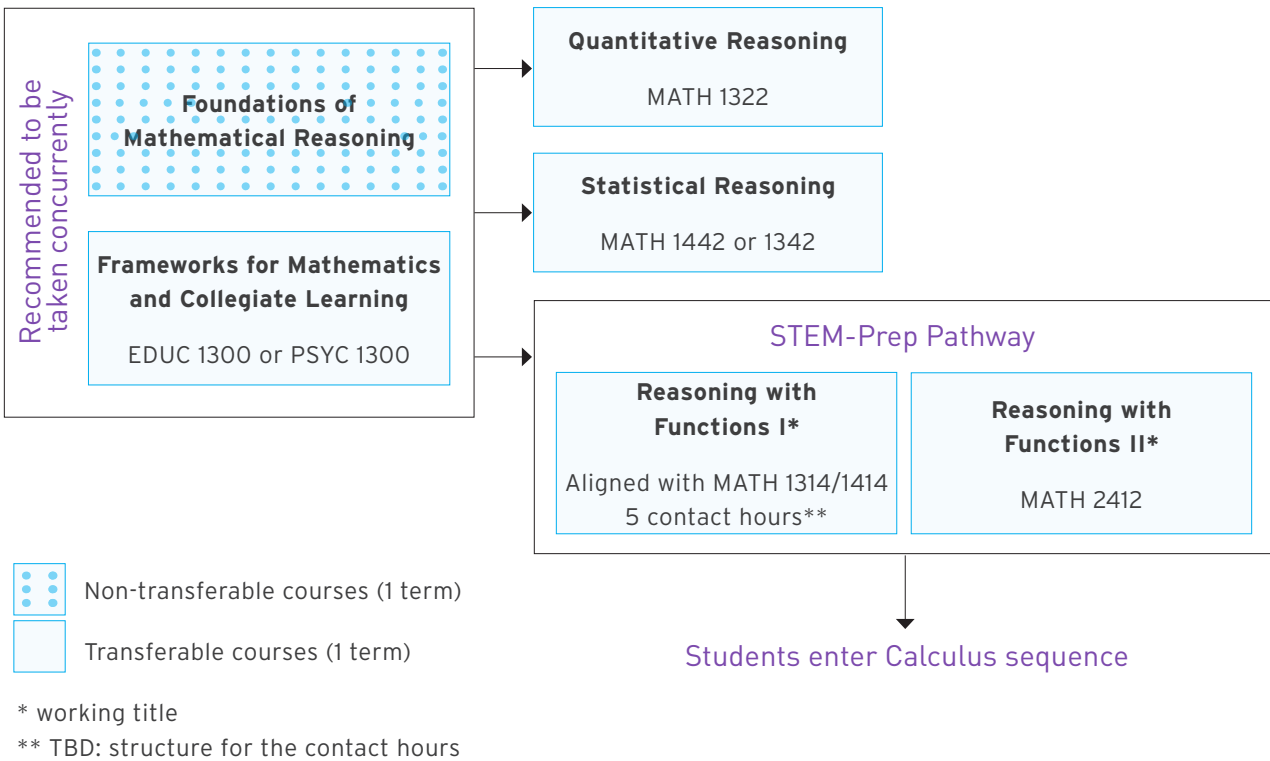 Recommended to be
taken concurrently
Foundations of
Mathematical Reasoning
Frameworks for Mathematics
and Collegiate Learning
EDUC 1300 or PSYC 1300
Quantitative Reasoning
MATH 1322
Statistical Reasoning
MATH 1442 or 1342
STEM-Prep Pathway
Reasoning with
Functions I*
Aligned with MATH 1314/1414
5 contact hours**
Reasoning with
Functions II*
MATH 2412
Students enter Calculus sequence
Non-transferable courses (1 term)
Transferable courses (1 term)
* working title
** TBD: structure for the contact hours